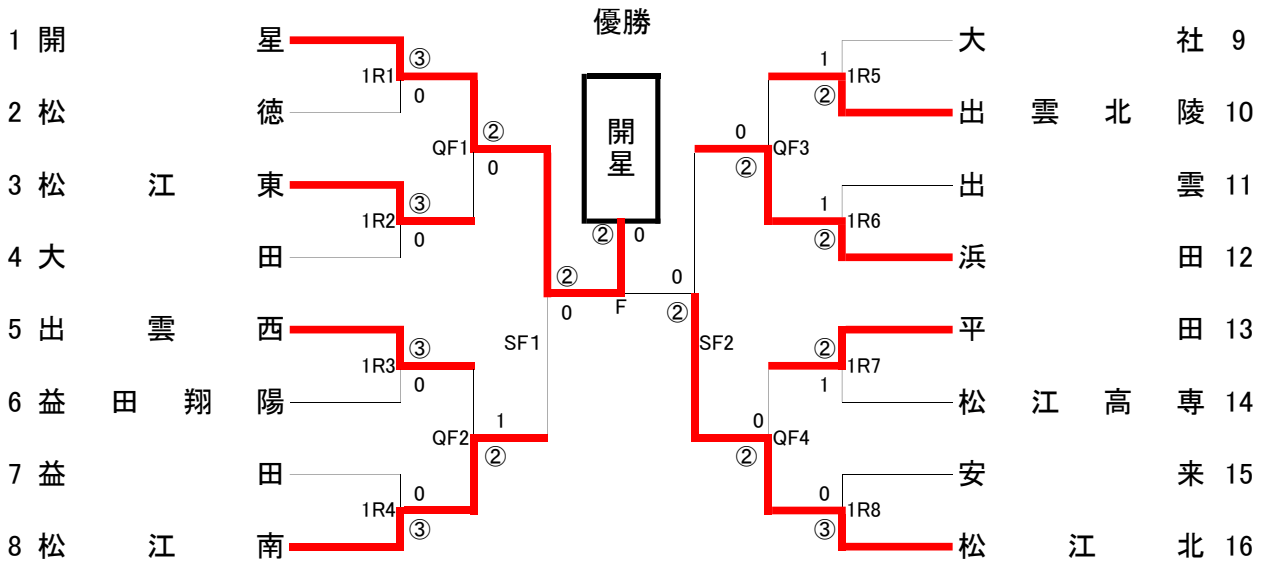 優勝
1 開 星
2 松 徳
3 松 江 東
4 大 田
5 出 雲 西
6 益 田 翔 陽
7 益 田
8 松 江 南
1R1
③
0
1R2
③
0
1R3
③
0
1R4
0
③
QF1
②
0
QF2
1
②
SF1
②
0
開
星
②
0
F
0
②
SF2
0
②
QF3
0
②
QF4
1
②
1R5
1
②
1R6
②
1
1R7
0
③
1R8
大 社 9
出 雲 北 陵 10
出 雲 11
浜 田 12
平 田 13
松 江 高 専 14
安 来 15
松 江 北 16